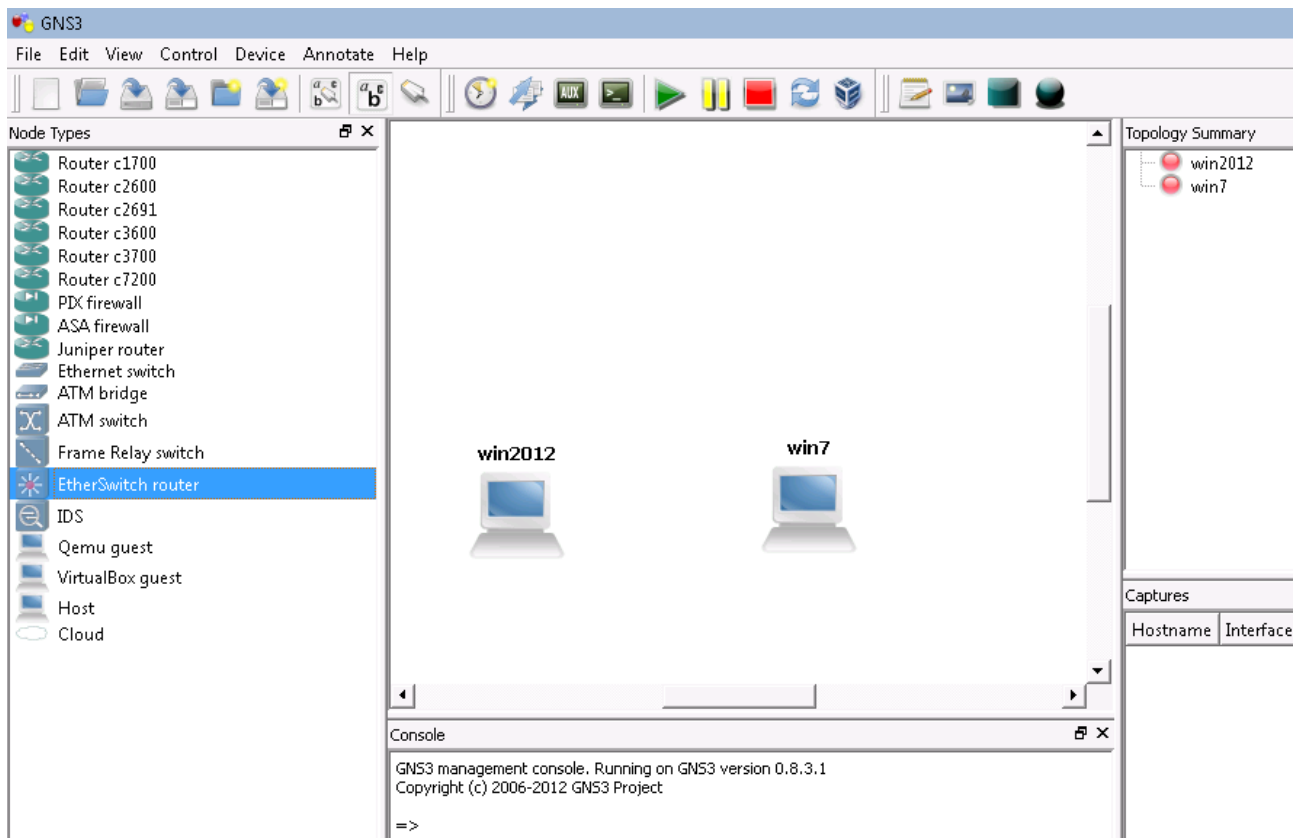 GNS3
File Edit View Control Device Annotate Help
a c b
a c b
AUX
>_
Node Types
Router c1700
Router c2600
Router c2691
Router c3600
Router c3700
Router c7200
PIX firewall
ASA firewall
Juniper router
Ethernet switch
ATM bridge
ATM switch
Frame Relay switch
EtherSwitch router
IDS
Qemu guest
VirtualBox guest
Host
Cloud
win2012
win7
Console
GNS3 management console. Running on GNS3 version 0.8.3.1
Copyright (c) 2006-2012 GNS3 Project
=>
Topology Summary
win2012
win7
Captures
Hostname Interface